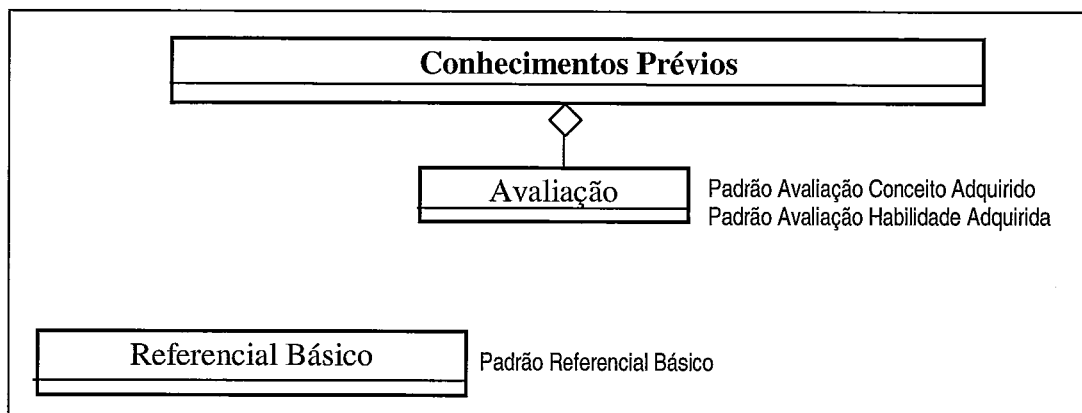 Conhecimentos Prévios
Avaliação
Padrão Avaliação Conceito Adquirido
Padrão Avaliação Habilidade Adquirida
Referencial Básico
Padrão Referencial Básico